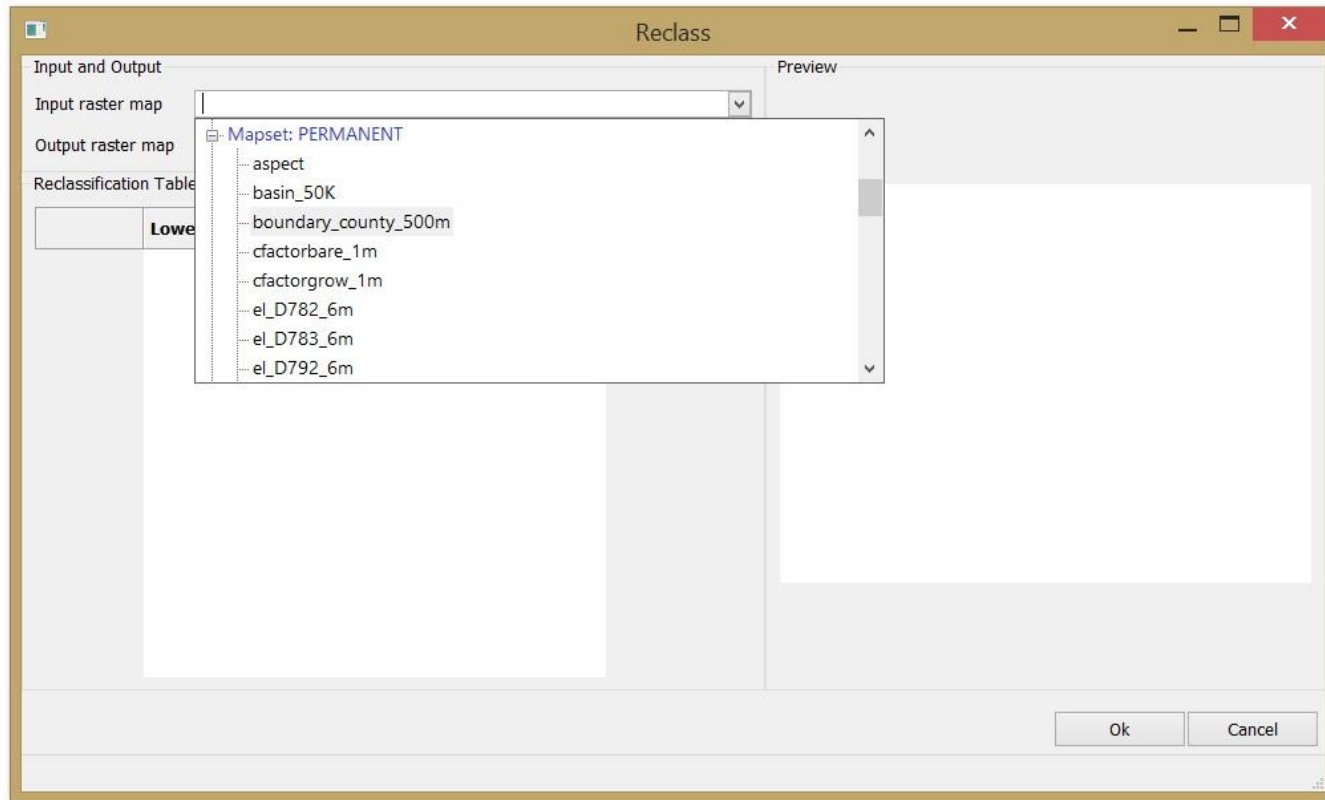 Reclass
Input and Output
Preview
Input raster map
Output raster map
Mapset: PERMANENT
aspect
basin_50K
boundary_county_500m
cfactorbare_1m
cfactorgrow_1m
el_D782_6m
el_D783_6m
el_D792_6m
Reclassification Table
Lowe
Ok
Cancel